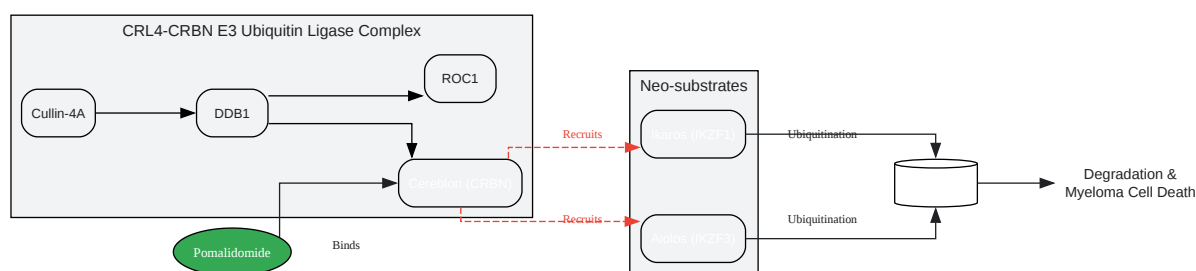 CRL4-CRBN E3 Ubiquitin Ligase Complex
ROC1
Cullin-4A
DDB1
Cereblon (CRBN)
Pomalidomide
Binds
Recruits
Recruits
Neo-substrates
Ikaros (IKZF1)
Aiolos (IKZF3)
Ubiquitination
Ubiquitination
Degradation &
Myeloma Cell Death